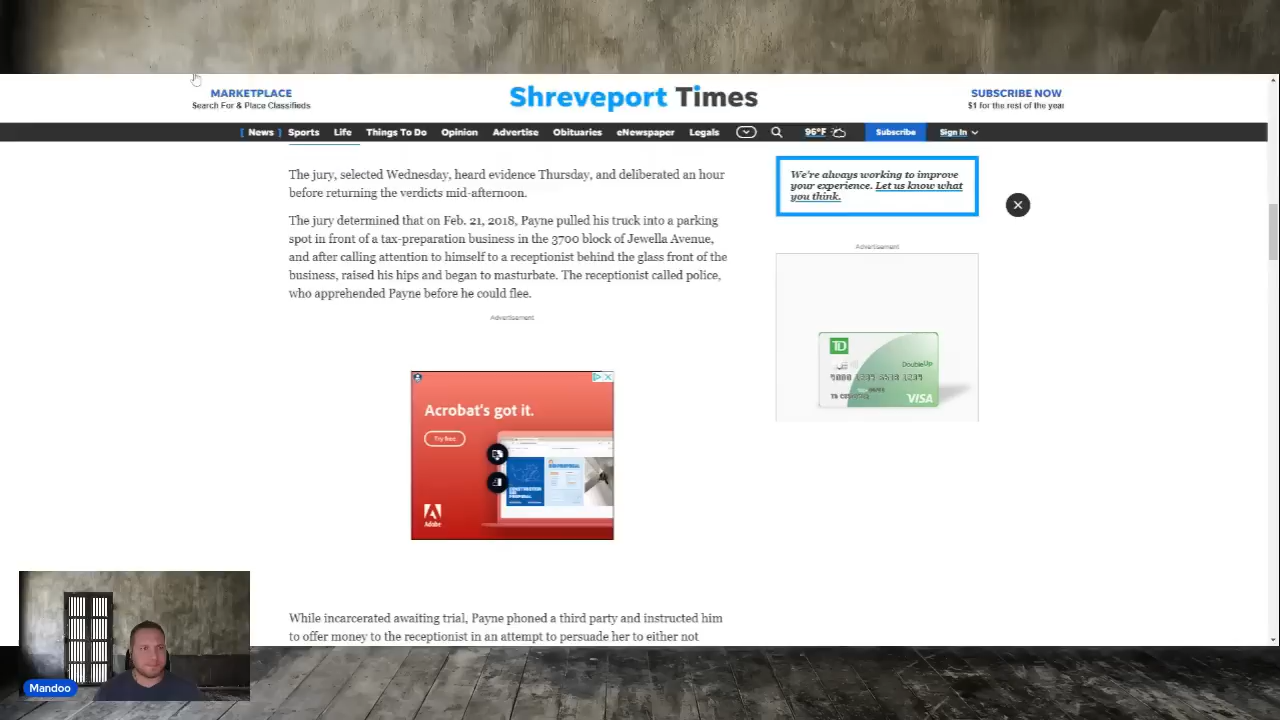 MARKETPLACE
Search For & Place Classifieds
Shreveport Times
SUBSCRIBE NOW
$1 for the rest of the year
[ News ] Sports Life Things To Do Opinion Advertise Obituaries eNewspaper Legals 96°F Subscribe Sign In
The jury, selected Wednesday, heard evidence Thursday, and deliberated an hour
before returning the verdicts mid-afternoon.
The jury determined that on Feb. 21, 2018, Payne pulled his truck into a parking
spot in front of a tax-preparation business in the 3700 block of Jewella Avenue,
and after calling attention to himself to a receptionist behind the glass front of the
business, raised his hips and began to masturbate. The receptionist called police,
who apprehended Payne before he could flee.
Advertisement
Acrobat's got it.
Try free
Adobe
While incarcerated awaiting trial, Payne phoned a third party and instructed him
to offer money to the receptionist in an attempt to persuade her to either not
We're always working to improve
your experience. Let us know what
you think.
Advertisement
TD
DoubleUp
VISA
Mandoo